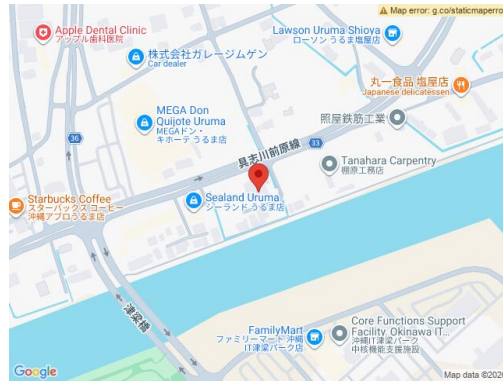 Map error: g.co/staticmaperro
Apple Dental Clinic
アップル歯科医院
Lawson Uruma Shioya
ローソン うるま塩屋店
株式会社ガレージムゲン
Car dealer
丸一食品 塩屋店
Japanese delicatessen
MEGA Don
Quijote Uruma
MEGAドン・
キホーテ うるま店
照屋鉄筋工業
36
具志川前原線
33
Tanahara Carpentry
棚原工務店
Starbucks Coffee
スターバックス コーヒー
沖縄アプロうるま店
Sealand Uruma
シーランド うるま店
津梁橋
FamilyMart
ファミリーマート 沖縄
IT津梁パーク店
Core Functions Support
Facility, Okinawa IT...
沖縄IT津梁パーク
中核機能支援施設
Google
Map data ©202